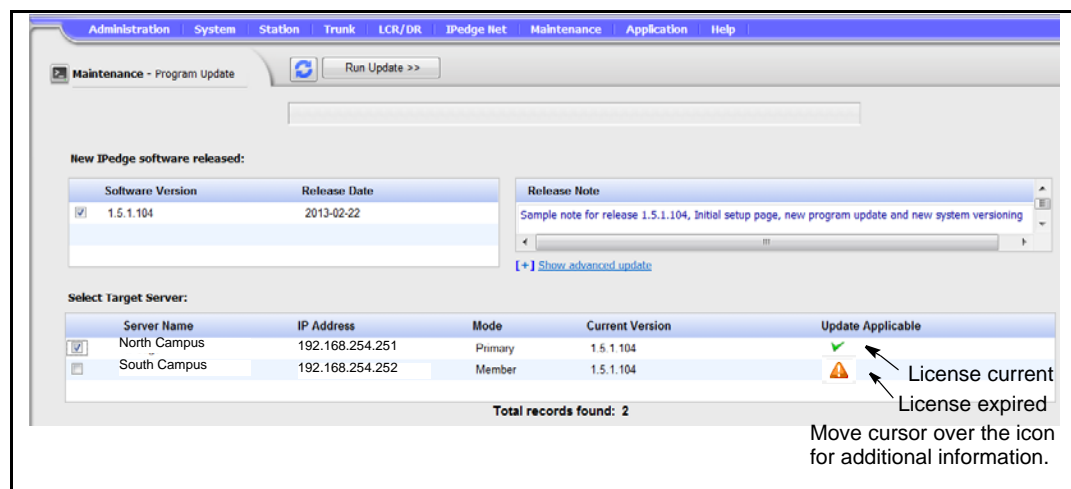 Administration System Station Trunk LCR/DR IPedge Net Maintenance Application Help
Maintenance - Program Update
Run Update >>
New IPedge software released:
Software Version Release Date
1.5.1.104 2013-02-22
Release Note
Sample note for release 1.5.1.104, Initial setup page, new program update and new system versioning
[+] Show advanced update
Select Target Server:
Server Name IP Address Mode Current Version Update Applicable
North Campus 192.168.254.251 Primary 1.5.1.104
South Campus 192.168.254.252 Member 1.5.1.104
License current
License expired
Total records found: 2
Move cursor over the icon
for additional information.